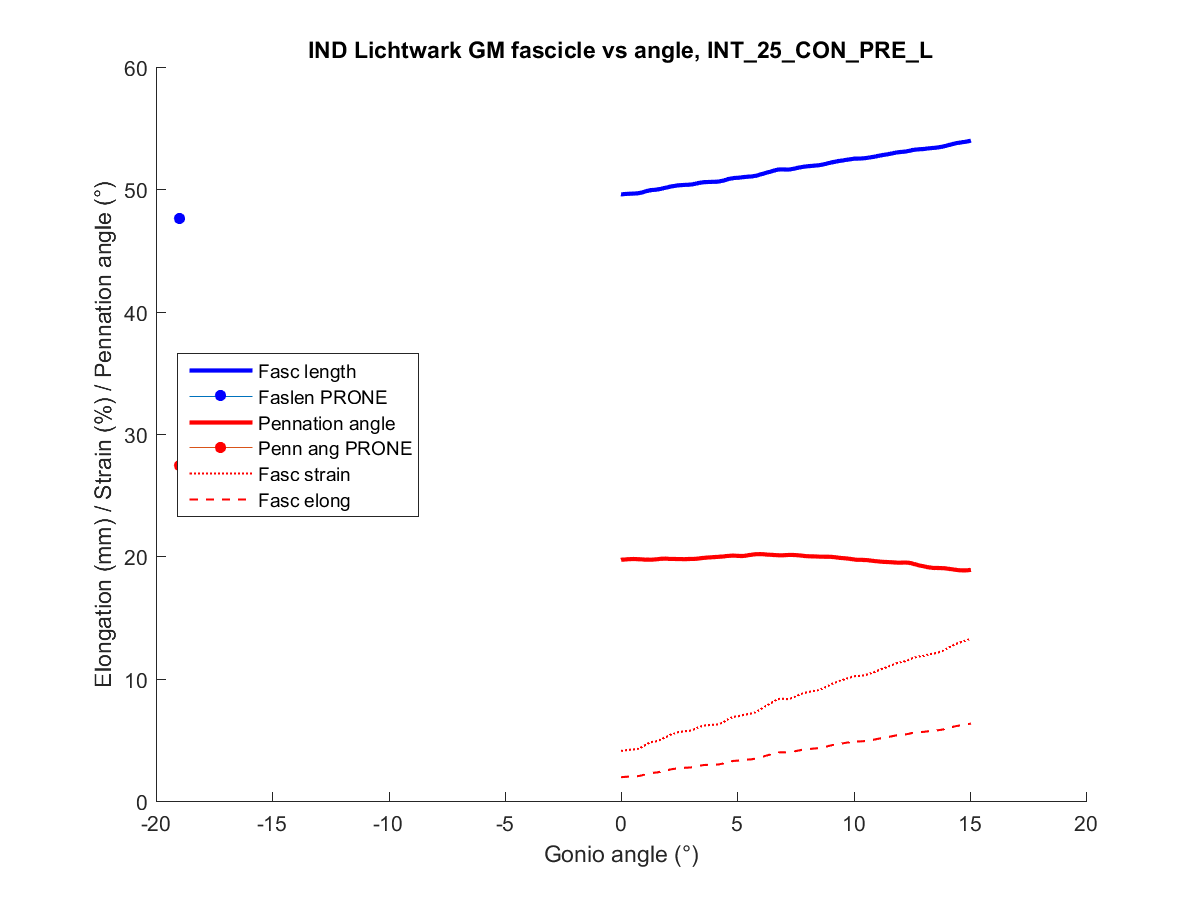 IND Lichtwark GM fascicle vs angle, INT_25_CON_PRE_L
Elongation (mm) / Strain (%) / Pennation angle (°)
60
50
40
30
20
10
0
Fasc length
Faslen PRONE
Pennation angle
Penn ang PRONE
Fasc strain
Fasc elong
-20
-15
-10
-5
0
5
10
15
20
Gonio angle (°)